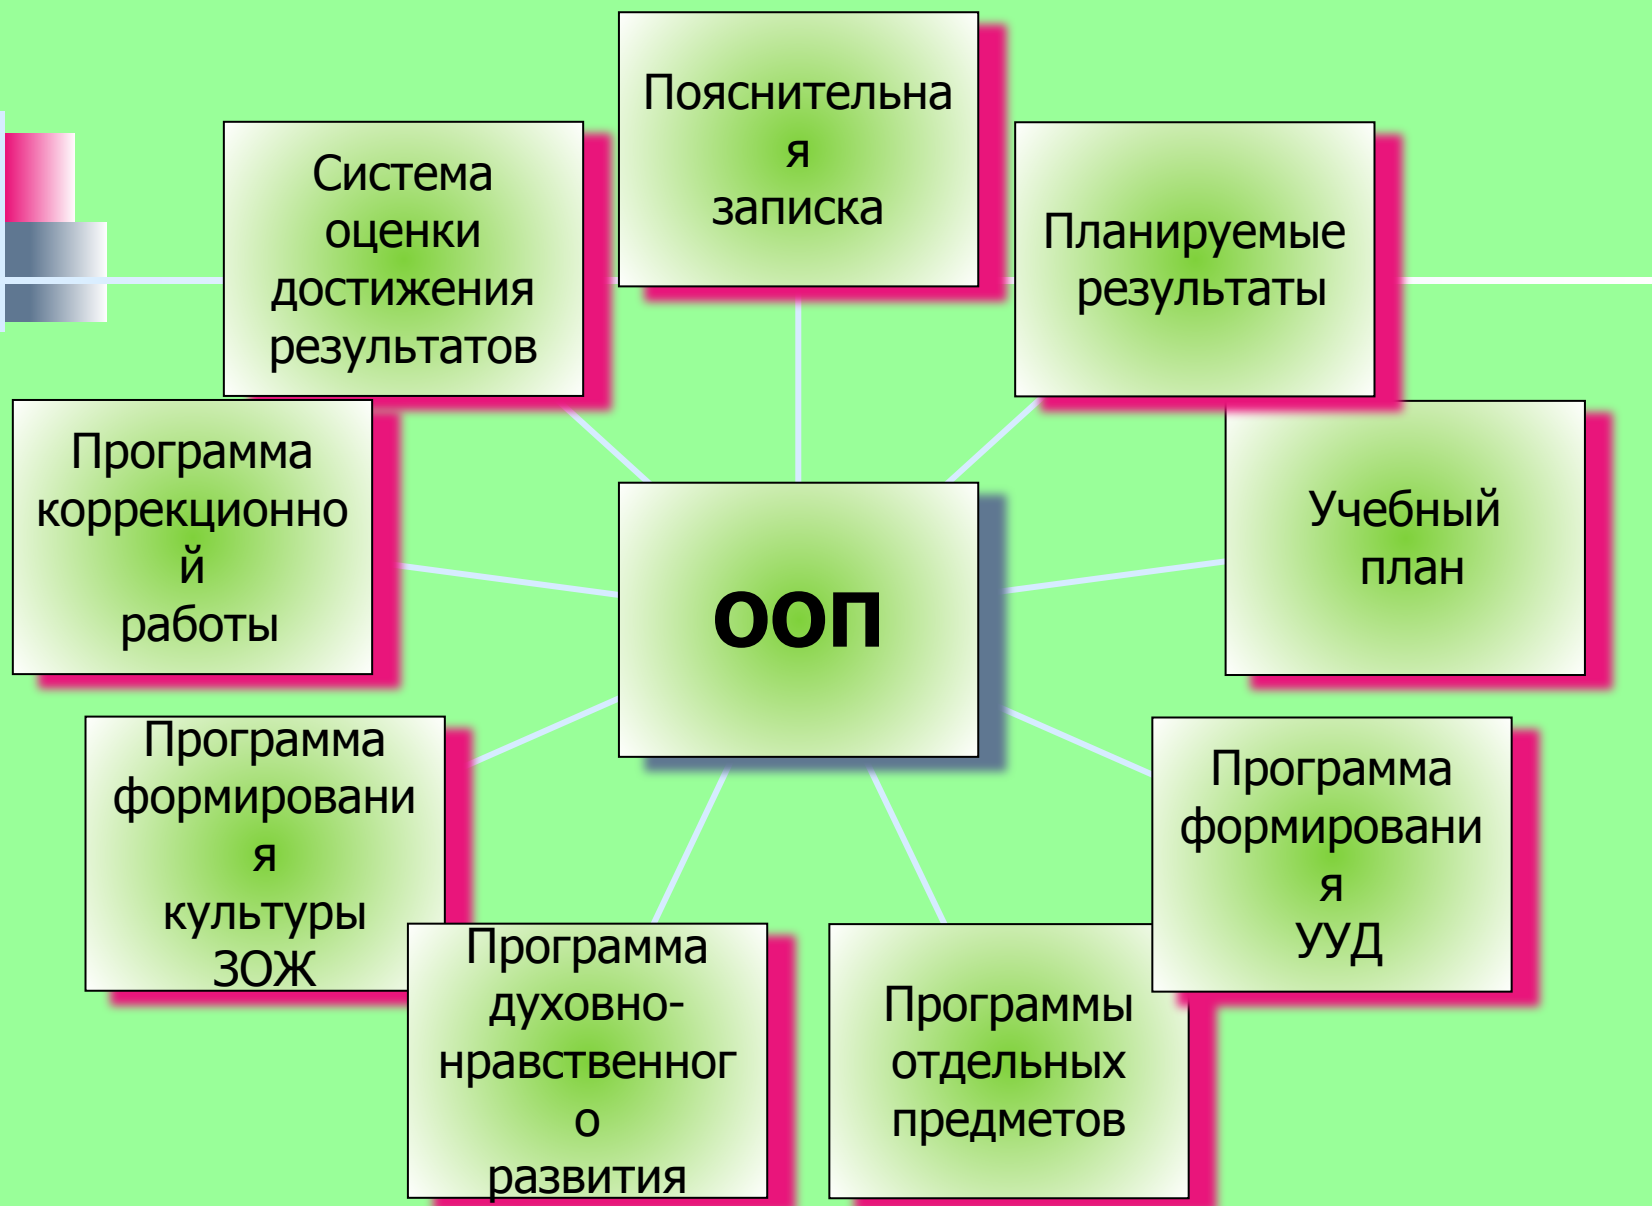 Пояснительна
я
записка
Система
оценки
достижения
результатов
Планируемые
результаты
Программа
коррекционно
й
работы
Учебный
план
ООП
Программа
формировани
я
культуры
ЗОЖ
Программа
формировани
я
УУД
Программа
духовно-
нравственног
о
развития
Программы
отдельных
предметов